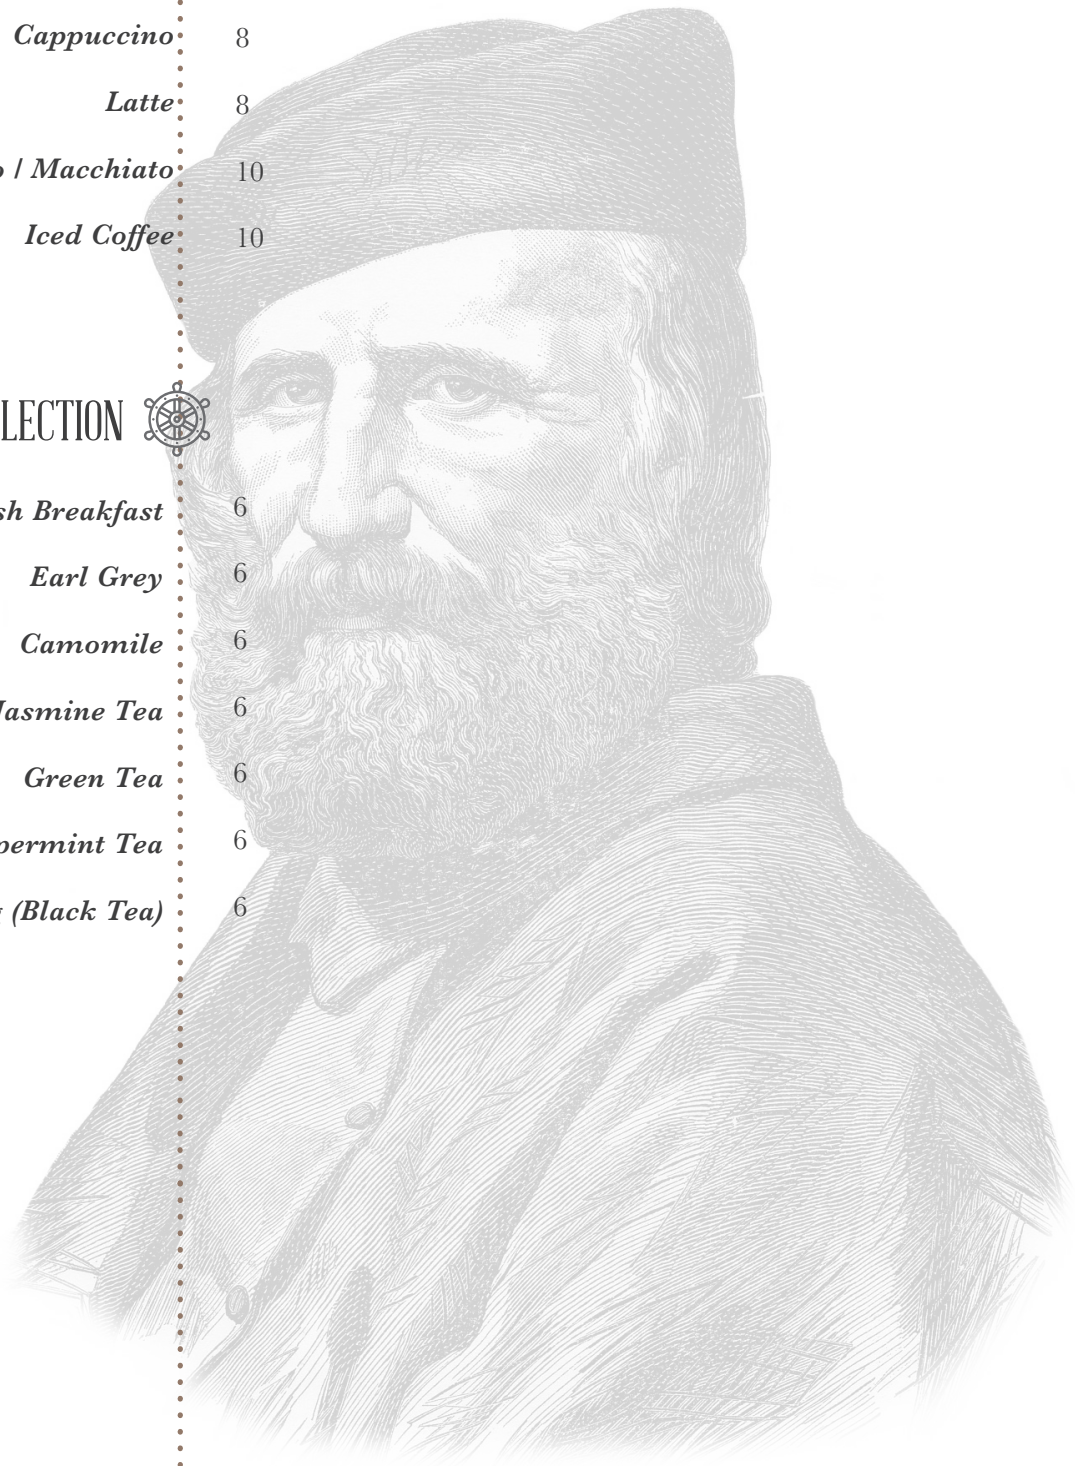 Cappuccino 8
Latte 8
o / Macchiato 10
Iced Coffee 10
LECTION
sh Breakfast 6
Earl Grey 6
Camomile 6
Jasmine Tea 6
Green Tea 6
permint Tea 6
g (Black Tea) 6